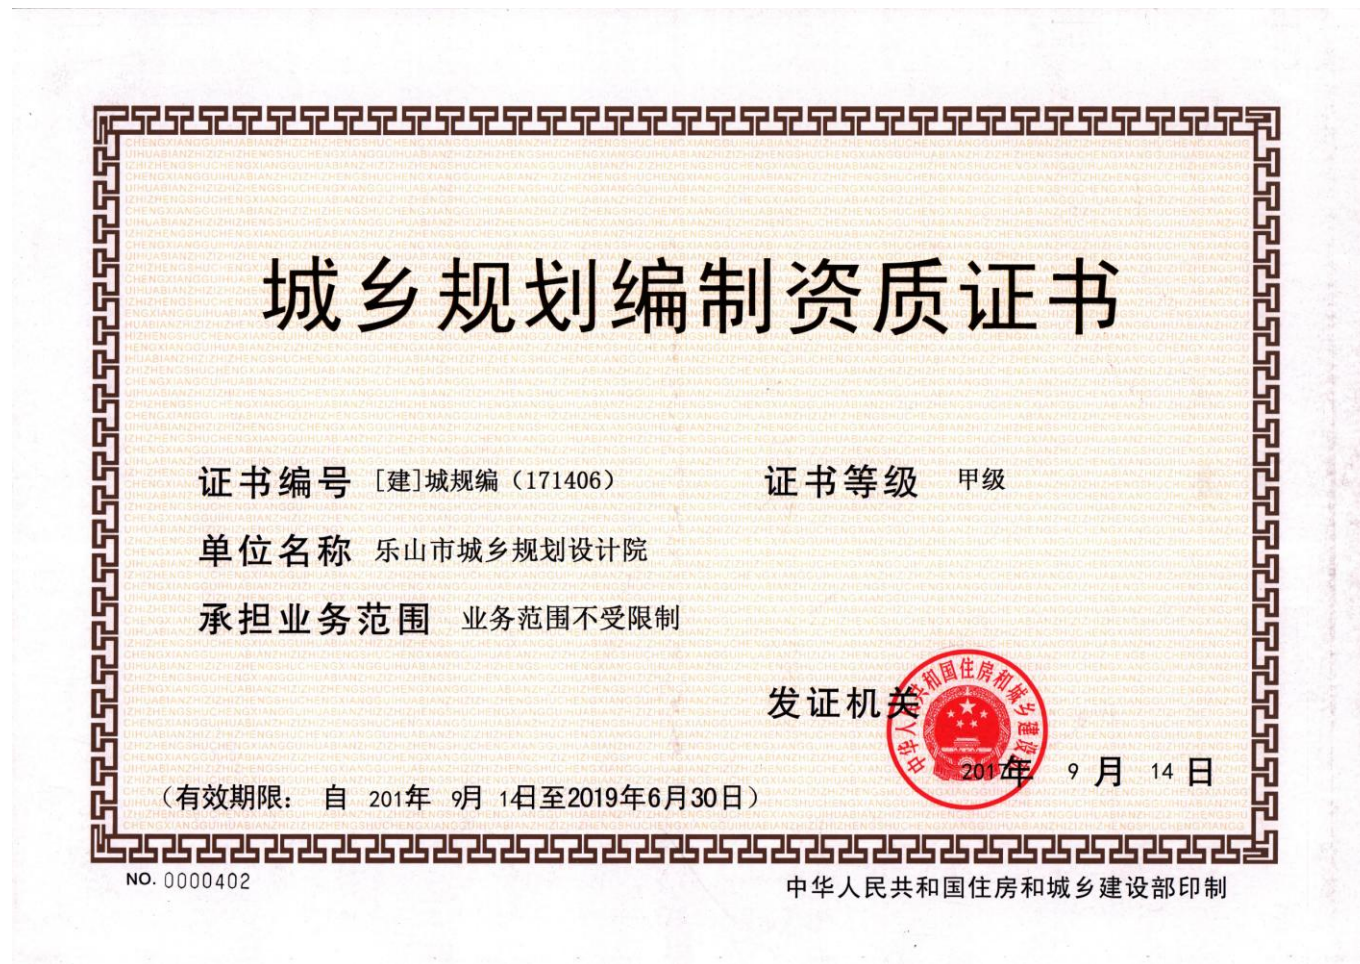 城乡规划编制资质证书
证书编号 [建]城规编（171406） 证书等级 甲级
单位名称 乐山市城乡规划设计院
承担业务范围 业务范围不受限制
发证机关
中华人民共和国住房和城乡建设部
2017年 9 月 14 日
（有效期限： 自 201年 9月 14日至2019年6月30日）
NO. 0000402
中华人民共和国住房和城乡建设部印制